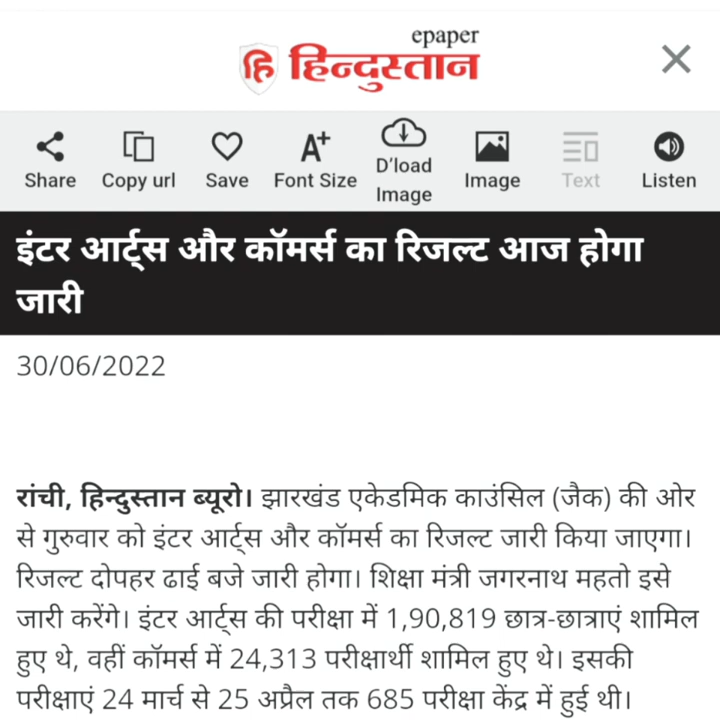 epaper
हि हिन्दुस्तान
Share Copy url Save Font Size D'load Image Image Text Listen
इंटर आर्ट्स और कॉमर्स का रिजल्ट आज होगा
जारी
30/06/2022
रांची, हिन्दुस्तान ब्यूरो। झारखंड एकेडमिक काउंसिल (जैक) की ओर
से गुरुवार को इंटर आर्ट्स और कॉमर्स का रिजल्ट जारी किया जाएगा।
रिजल्ट दोपहर ढाई बजे जारी होगा। शिक्षा मंत्री जगरनाथ महतो इसे
जारी करेंगे। इंटर आर्ट्स की परीक्षा में 1,90,819 छात्र-छात्राएं शामिल
हुए थे, वहीं कॉमर्स में 24,313 परीक्षार्थी शामिल हुए थे। इसकी
परीक्षाएं 24 मार्च से 25 अप्रैल तक 685 परीक्षा केंद्र में हुई थी।